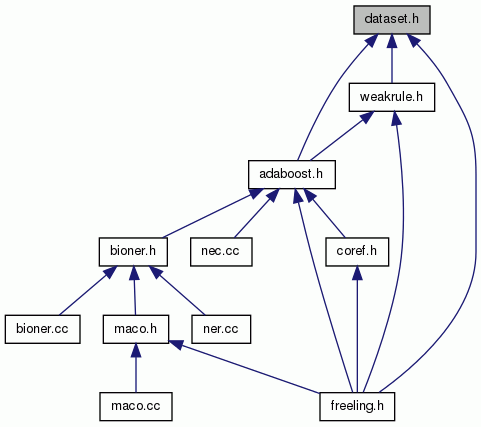 dataset.h
weakrule.h
adaboost.h
bioner.h
nec.cc
coref.h
bioner.cc
maco.h
ner.cc
maco.cc
freeling.h